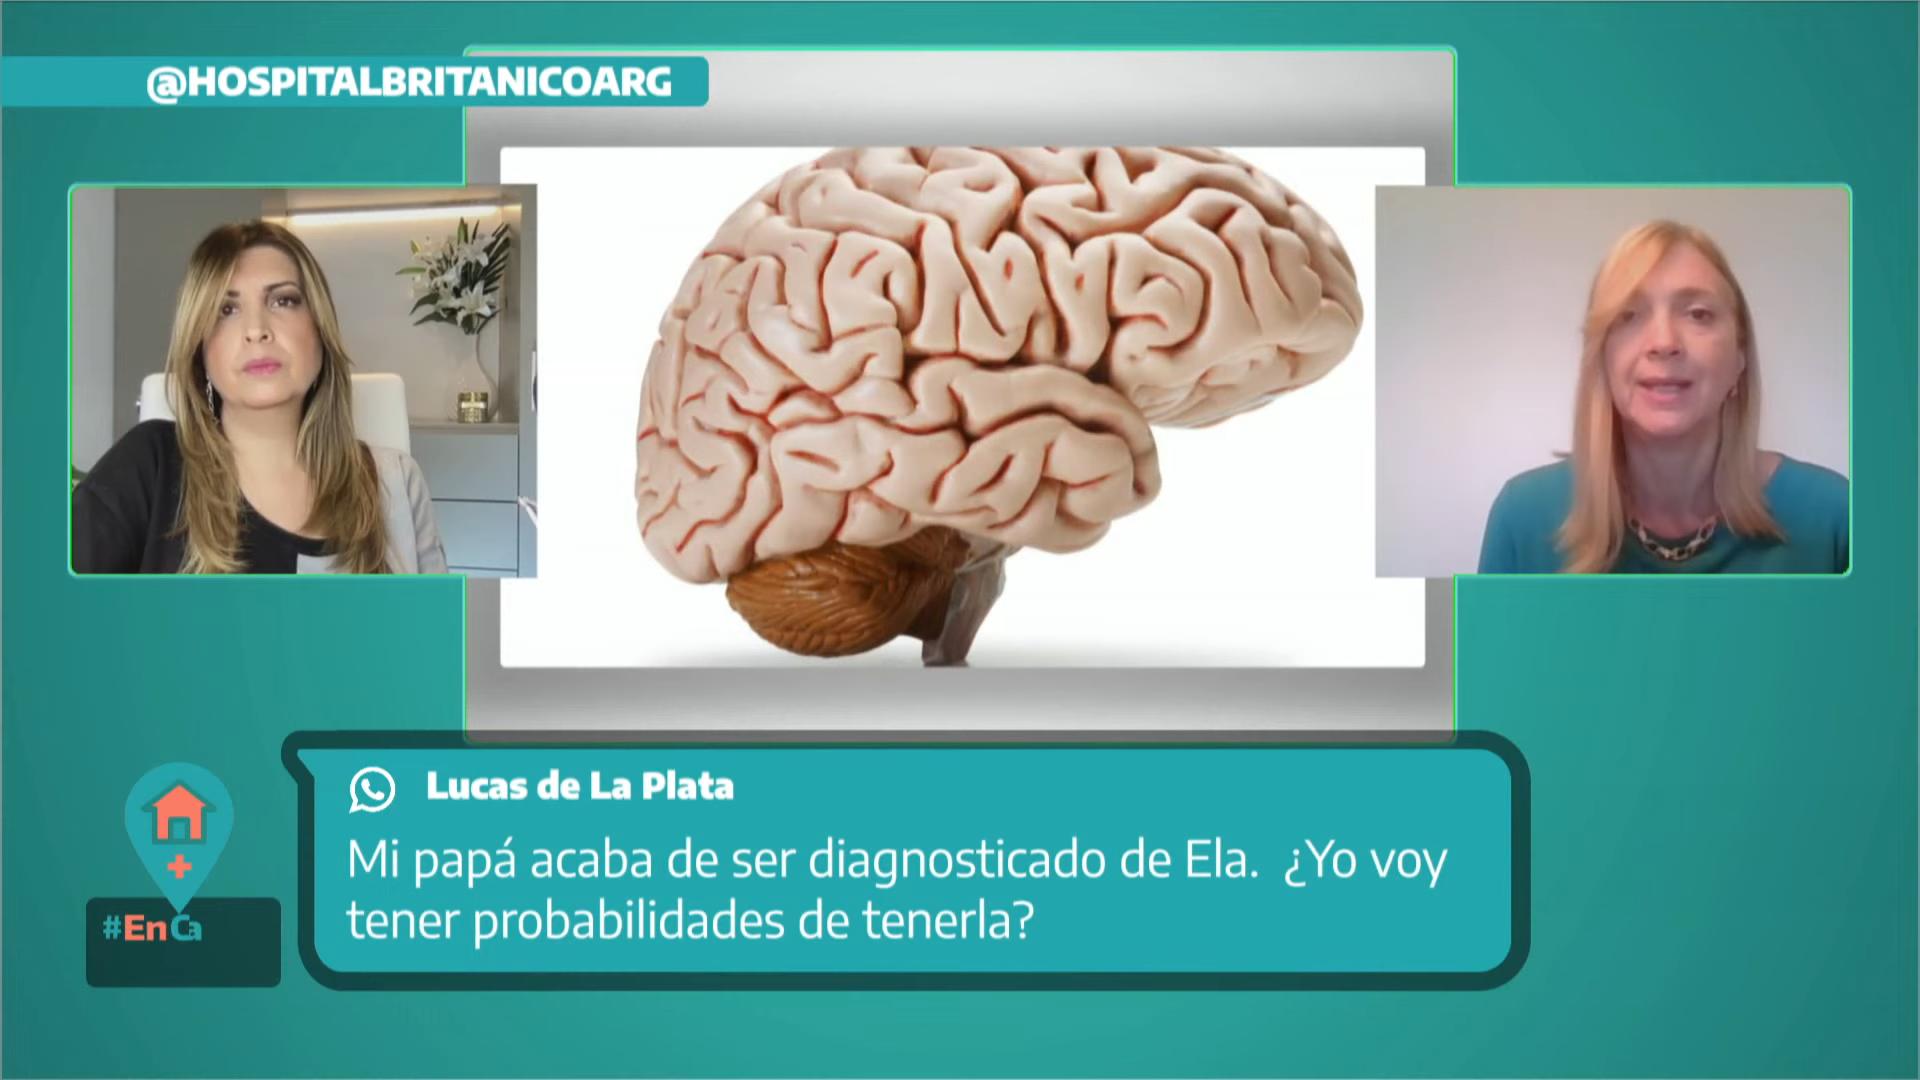 @HOSPITALBRITANICOARG
Lucas de La Plata
Mi papá acaba de ser diagnosticado de Ela. ¿Yo voy
tener probabilidades de tenerla?
#EnCa